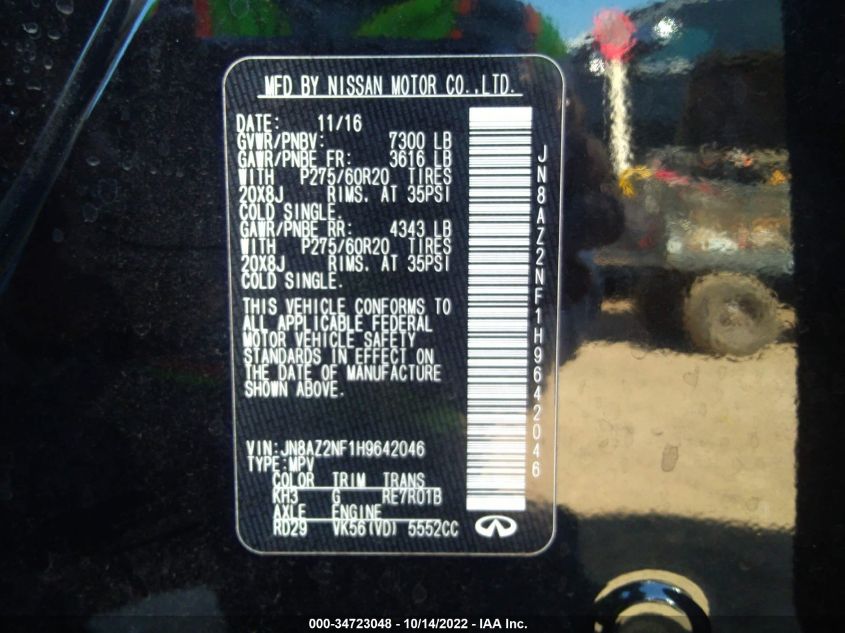 MFD BY NISSAN MOTOR CO.,LTD.
DATE: 11/16
GVWR/PNBV: 7300 LB
GAWR/PNBE FR: 3616 LB
WITH P275/60R20 TIRES
20X8J RIMS. AT 35PSI
COLD SINGLE.
GAWR/PNBE RR: 4343 LB
WITH P275/60R20 TIRES
20X8J RIMS. AT 35PSI
COLD SINGLE.
THIS VEHICLE CONFORMS TO
ALL APPLICABLE FEDERAL
MOTOR VEHICLE SAFETY
STANDARDS IN EFFECT ON
THE DATE OF MANUFACTURE
SHOWN ABOVE.
VIN:JN8AZ2NF1H9642046
TYPE:MPV
COLOR TRIM TRANS
KH3 G RE7R01B
AXLE ENGINE
RD29 VK56(VD) 5552CC
JN8AZ2NF1H9642046
000-34723048 - 10/14/2022 - IAA Inc.